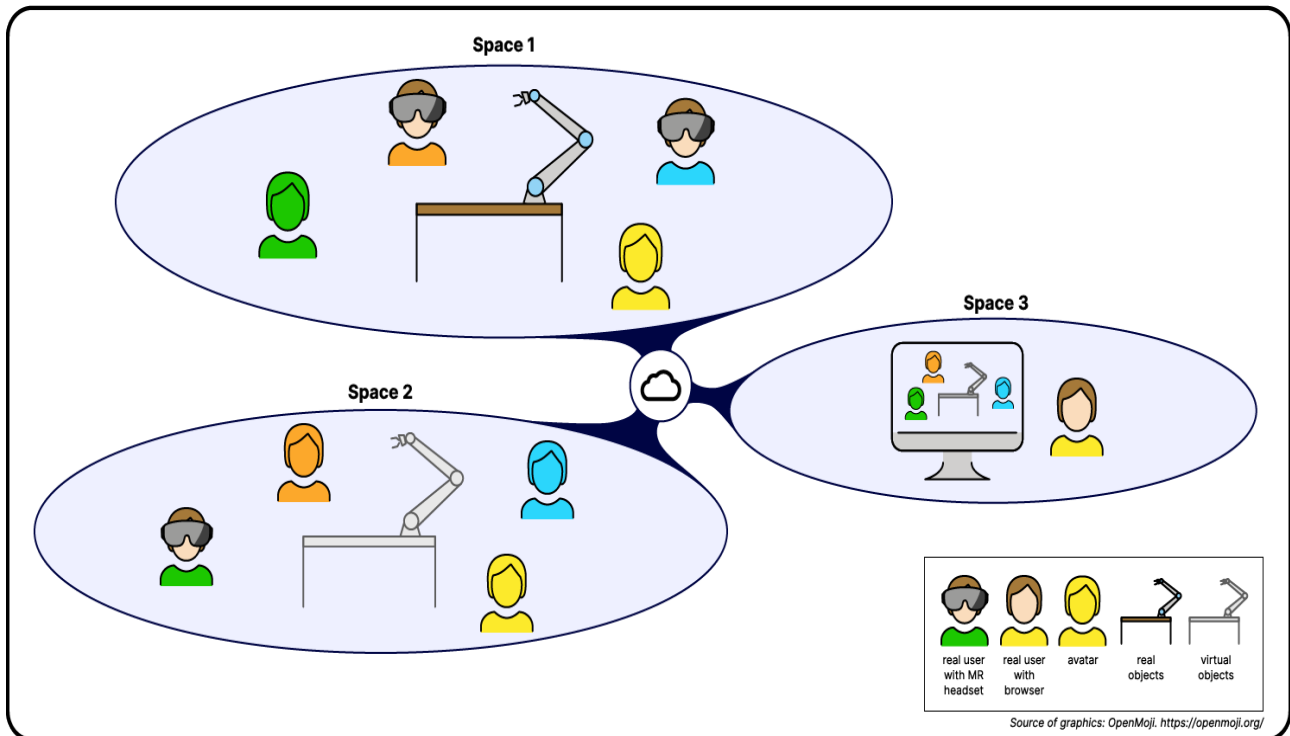 Space 1
Space 3
Space 2
real user
with MR
headset
real user
with
browser
avatar
real
objects
virtual
objects
Source of graphics: OpenMoji. https://openmoji.org/